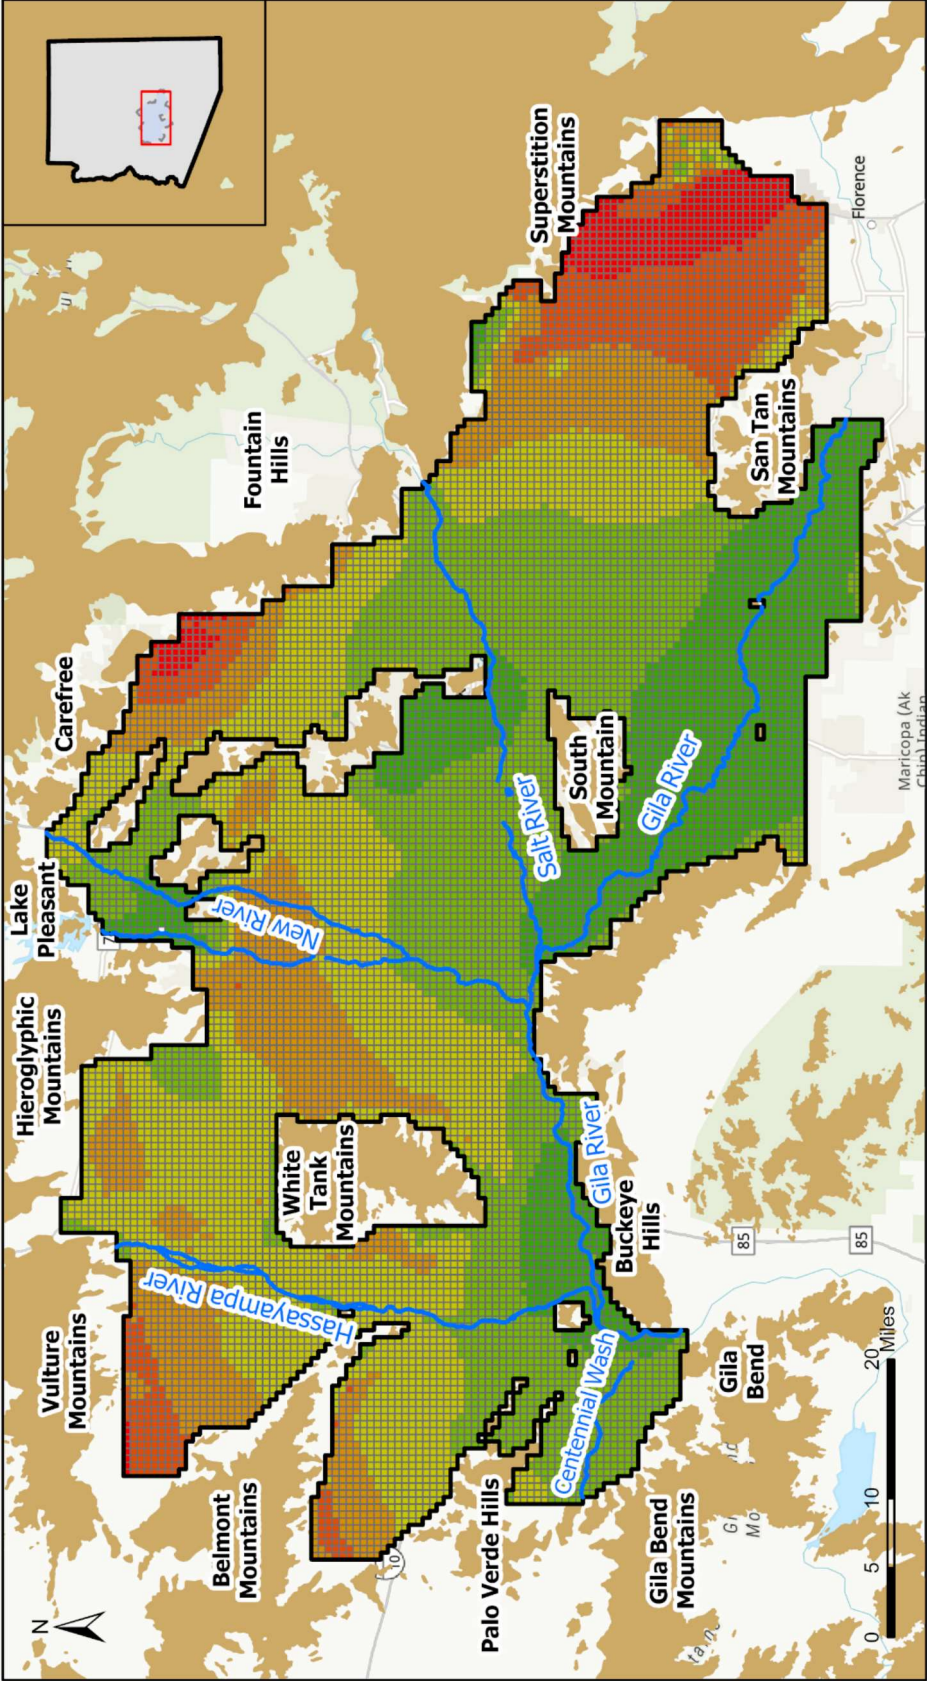 N
Vulture
Mountains
Hieroglyphic
Mountains
Lake
Pleasant
Carefree
Fountain
Hills
Superstition
Mountains
Belmont
Mountains
Hassayampa River
White
Tank
Mountains
New River
7
10
Palo Verde Hills
Centennial Wash
Gila River
Buckeye
Hills
Salt River
South
Mountain
Gila River
San Tan
Mountains
Florence
Gila Bend
Mountains
Gila
Bend
85
85
Maricopa (Ak
Chin) Indian
0
5
10
20
Miles